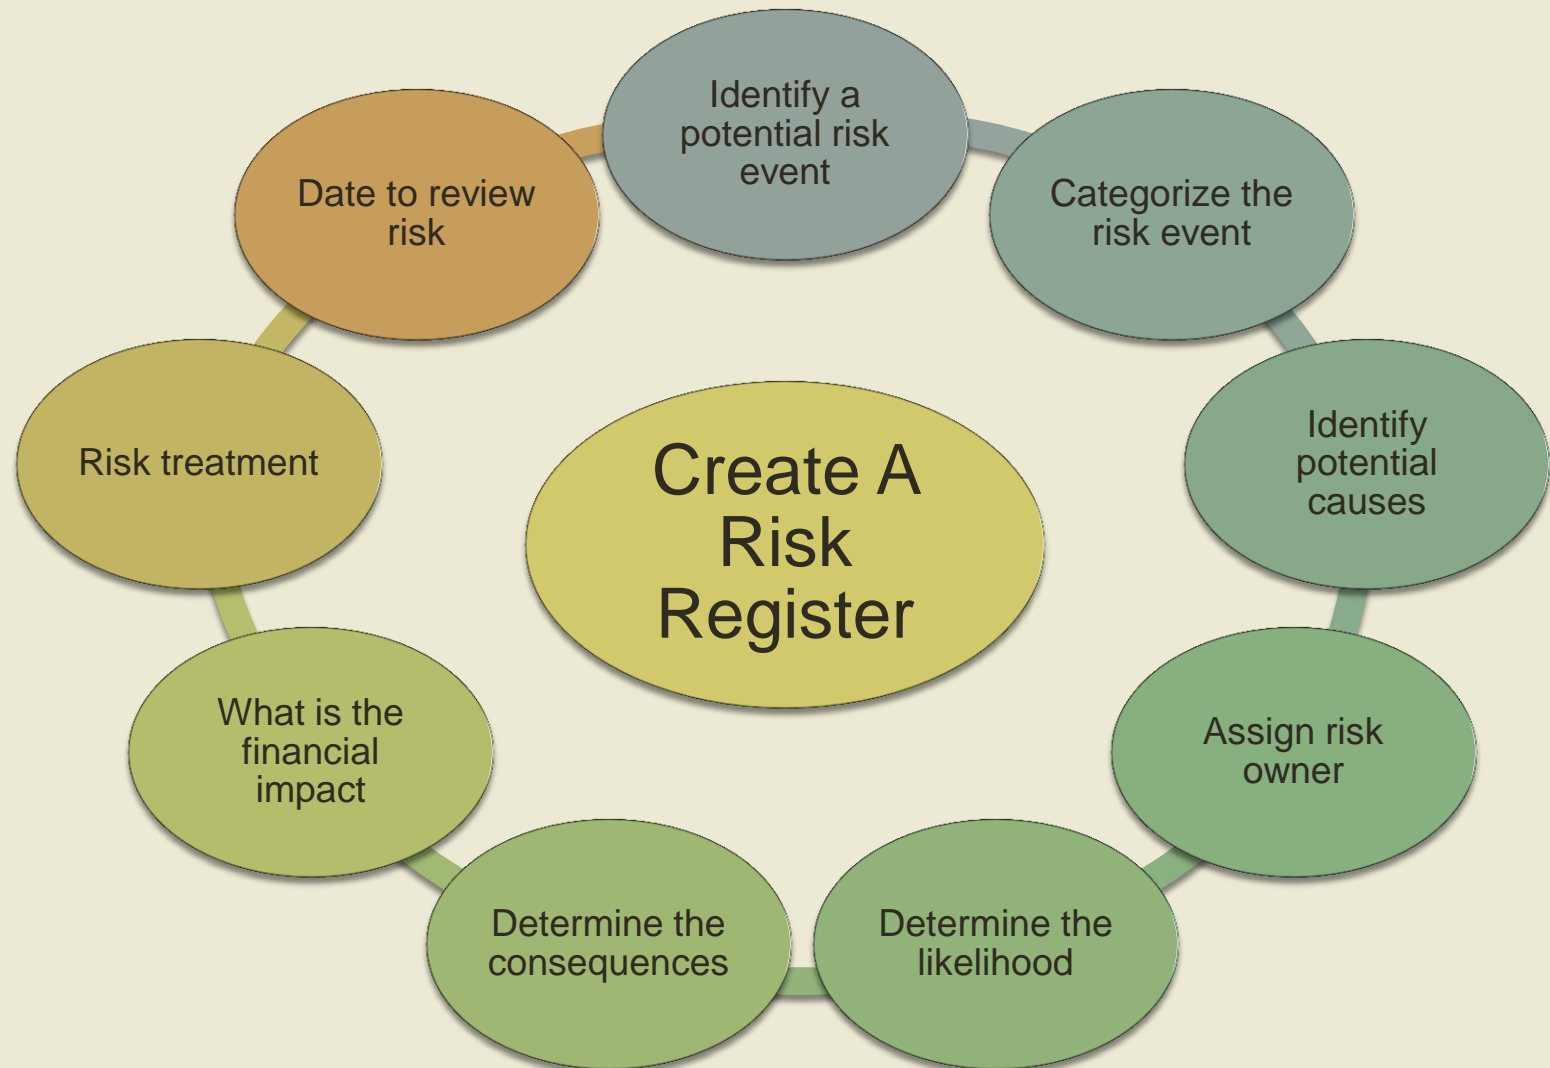 Identify a
potential risk
event
Categorize the
risk event
Identify
potential
causes
Assign risk
owner
Determine the
likelihood
Determine the
consequences
What is the
financial
impact
Risk treatment
Date to review
risk
Create A
Risk
Register